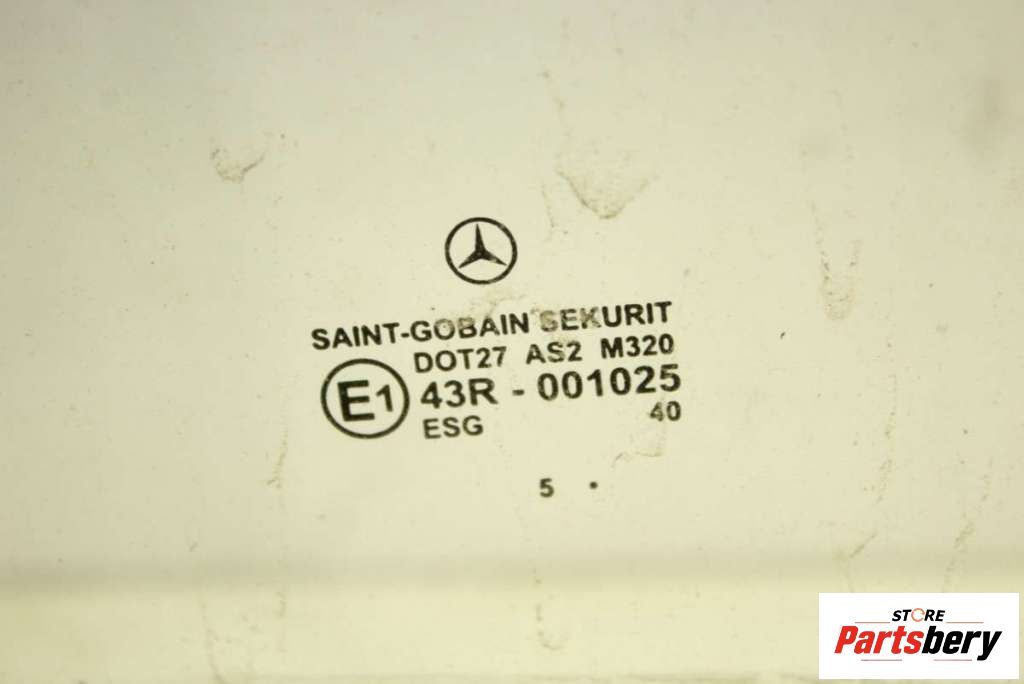 SAINT-GOBAIN SEKURIT
DOT27 AS2 M320
E1 43R - 001025
ESG 40
5 .
STORE
Partsbery